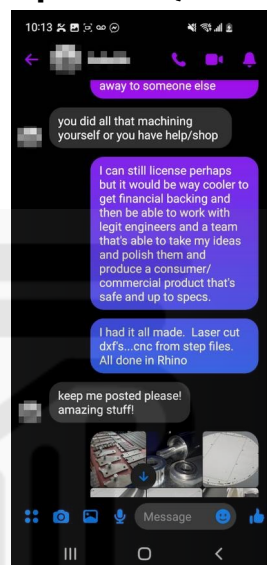 10:13
away to someone else
you did all that machining
yourself or you have help/shop
I can still license perhaps
but it would be way cooler to
get financial backing and
then be able to work with
legit engineers and a team
that's able to take my ideas
and polish them and
produce a consumer/
commercial product that's
safe and up to specs.
I had it all made. Laser cut
dxf's...cnc from step files.
All done in Rhino
keep me posted please!
amazing stuff!
Message